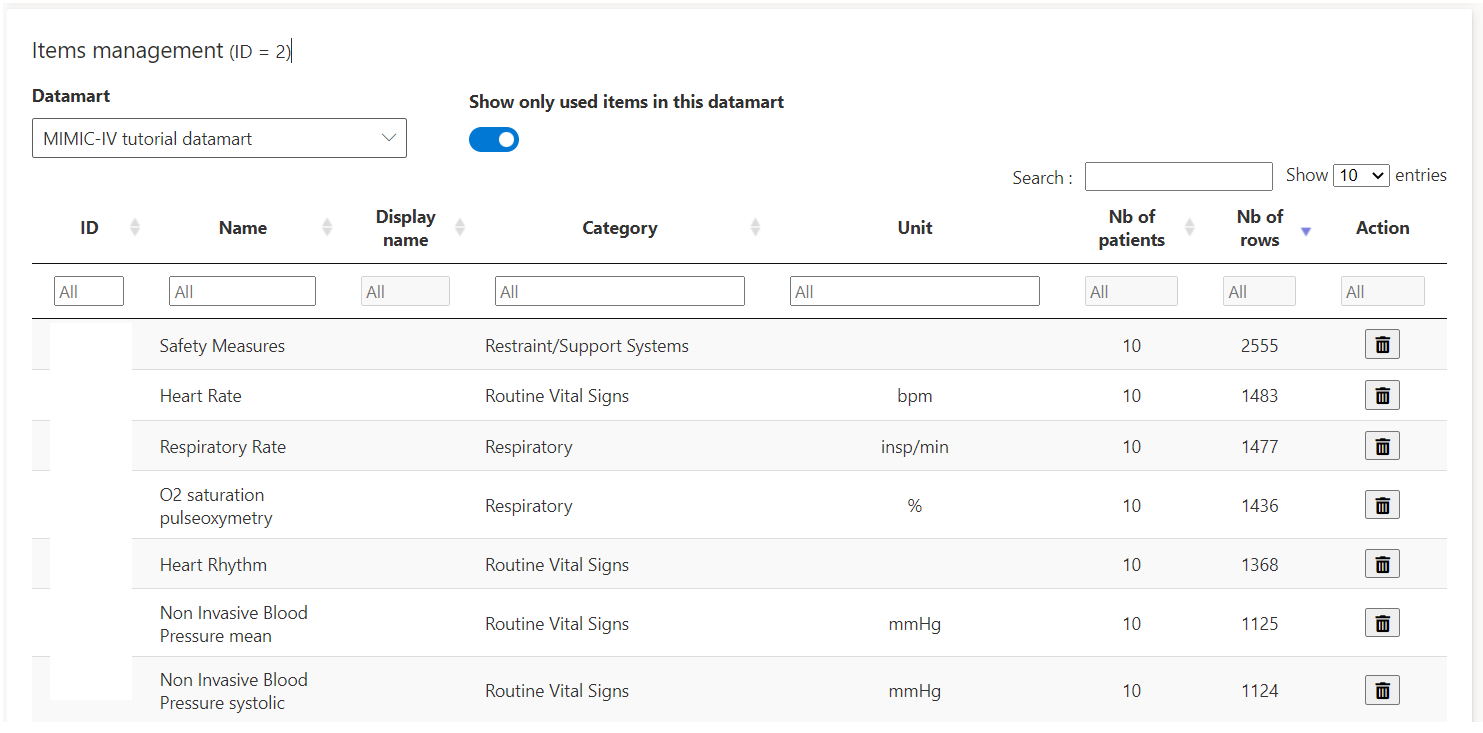 Items management (ID = 2)
Datamart
Show only used items in this datamart
MIMIC-IV tutorial datamart
Search :
Show 10 entries
ID Name Display name Category Unit Nb of patients Nb of rows Action
All All All All All All All All
Safety Measures Restraint/Support Systems 10 2555
Heart Rate Routine Vital Signs bpm 10 1483
Respiratory Rate Respiratory insp/min 10 1477
O2 saturation pulseoxymetry Respiratory % 10 1436
Heart Rhythm Routine Vital Signs 10 1368
Non Invasive Blood Pressure mean Routine Vital Signs mmHg 10 1125
Non Invasive Blood Pressure systolic Routine Vital Signs mmHg 10 1124